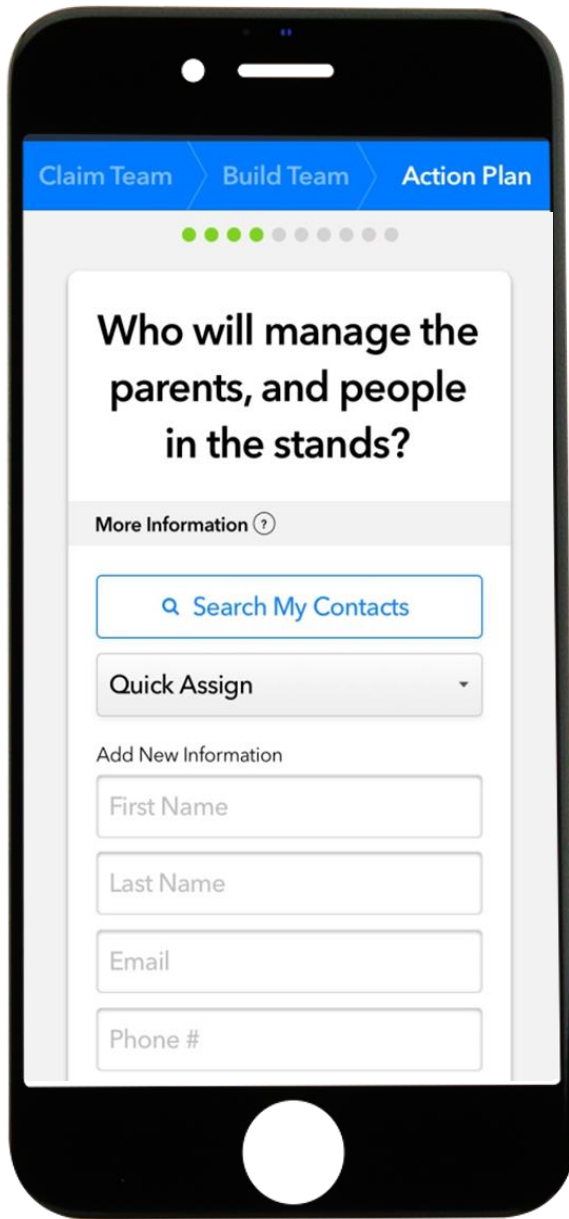 Claim Team Build Team Action Plan
Who will manage the
parents, and people
in the stands?
More Information ?
Search My Contacts
Quick Assign
Add New Information
First Name
Last Name
Email
Phone #